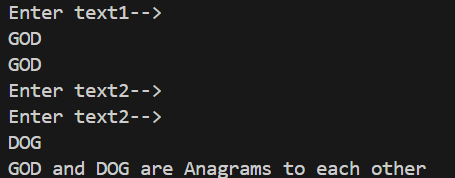 Enter text1-->
GOD
GOD
Enter text2-->
Enter text2-->
DOG
GOD and DOG are Anagrams to each other